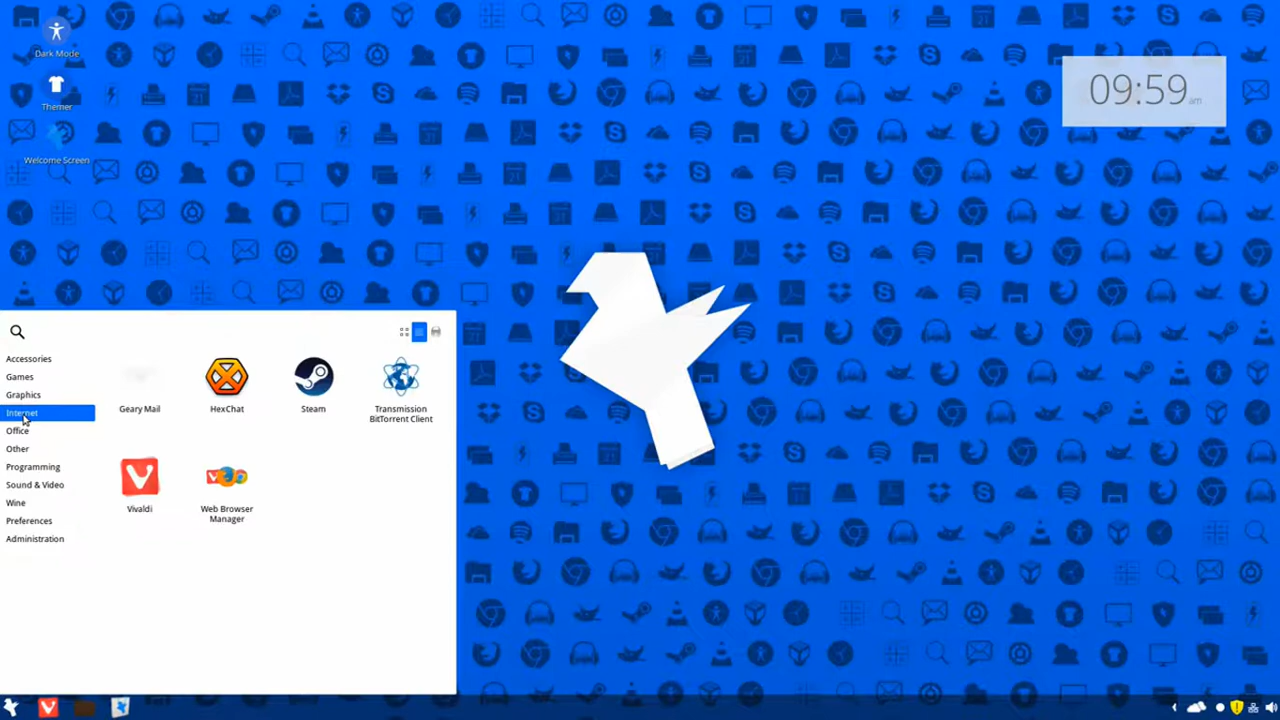 Dark Mode
Themer
Welcome Screen
09:59 am
Accessories
Games
Graphics
Internet
Office
Other
Programming
Sound & Video
Wine
Preferences
Administration
Geary Mail
HexChat
Steam
Transmission
BitTorrent Client
Vivaldi
Web Browser
Manager